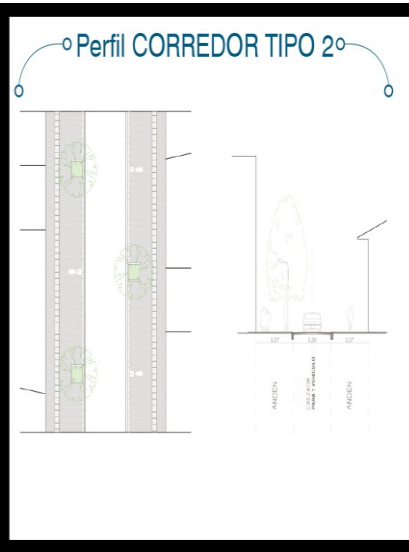 Perfil CORREDOR TIPO 2
ANDEN
CALZADA
PARA 1 VEHICULO
ANDEN